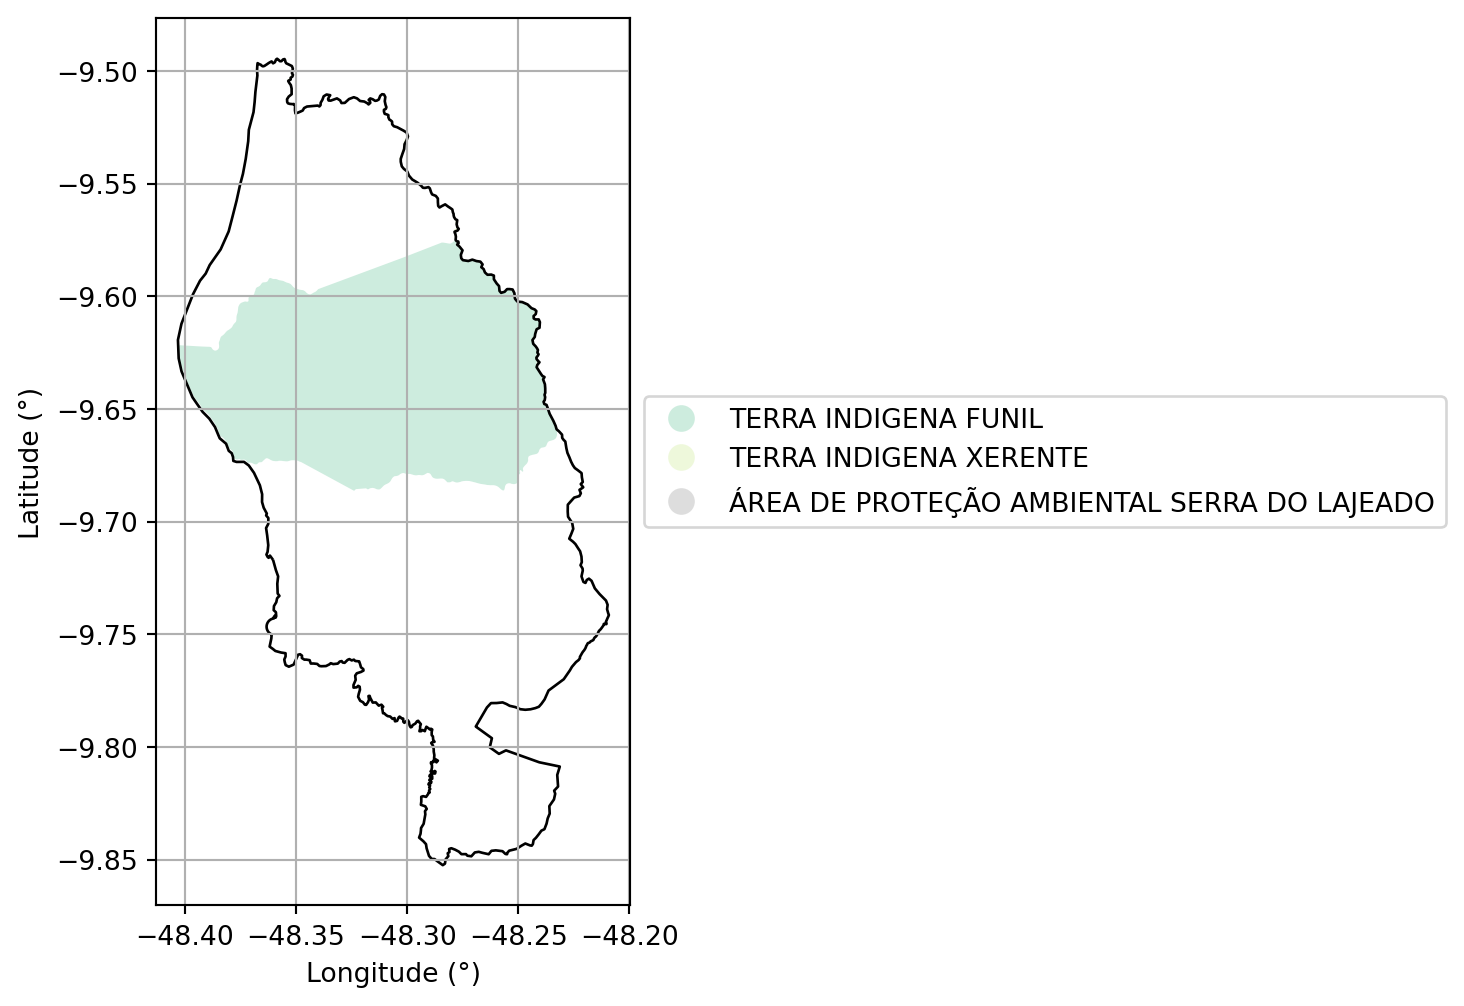 −9.50
−9.55
−9.60
−9.65
−9.70
−9.75
−9.80
−9.85
Latitude (°)
−48.40 −48.35 −48.30 −48.25 −48.20
Longitude (°)
TERRA INDIGENA FUNIL
TERRA INDIGENA XERENTE
ÁREA DE PROTEÇÃO AMBIENTAL SERRA DO LAJEADO